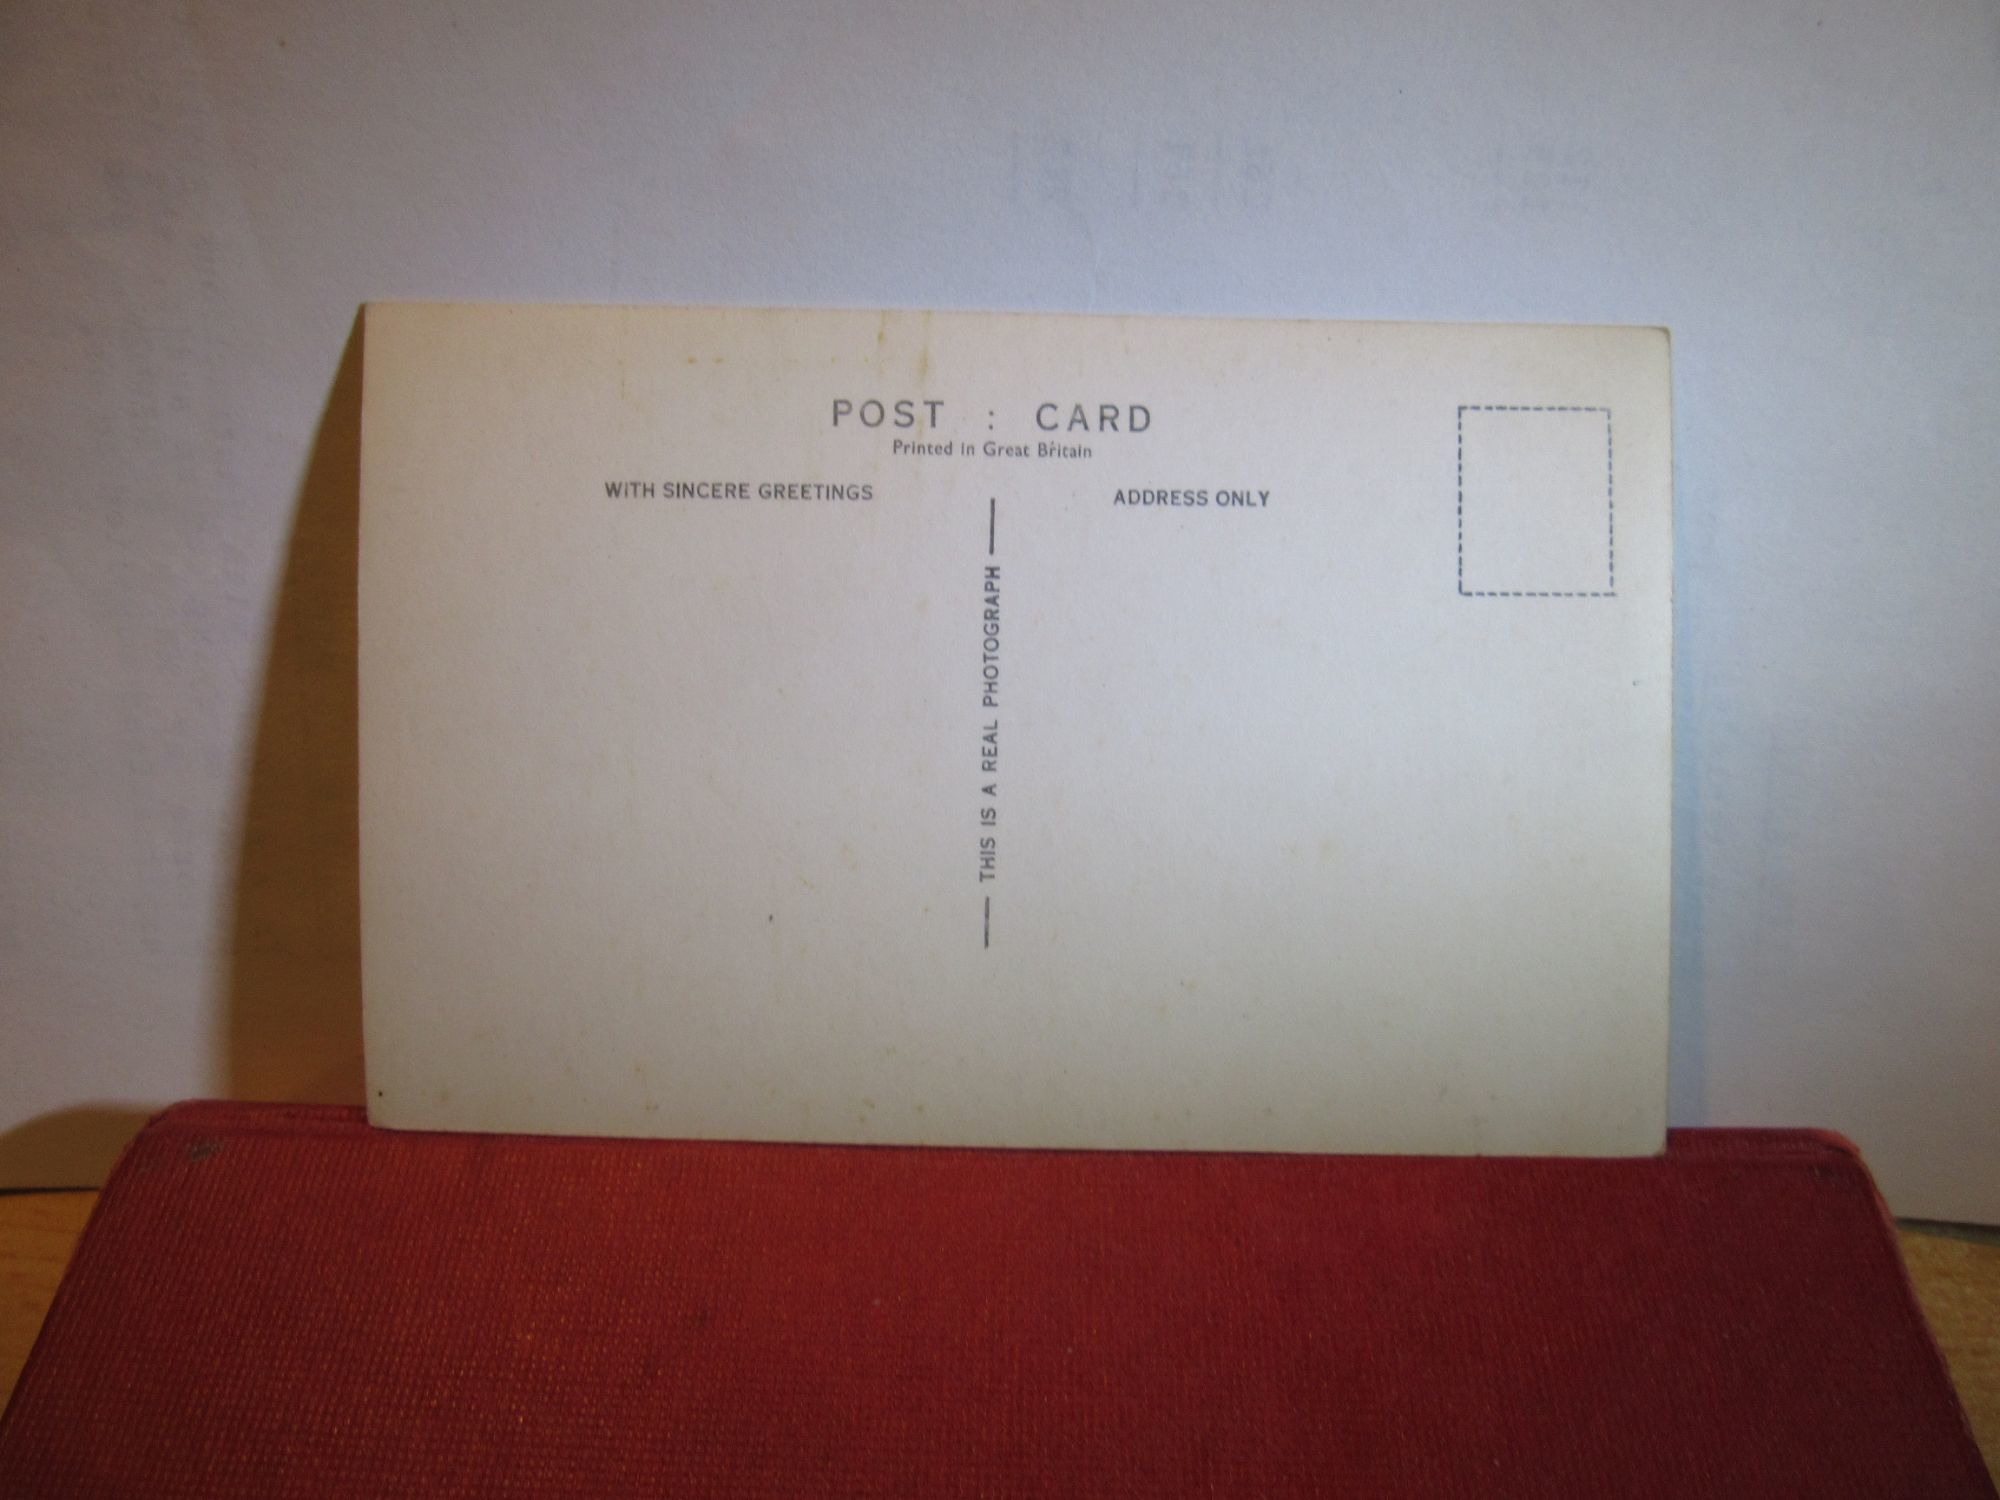 POST : CARD
Printed in Great Britain
WITH SINCERE GREETINGS
ADDRESS ONLY
THIS IS A REAL PHOTOGRAPH